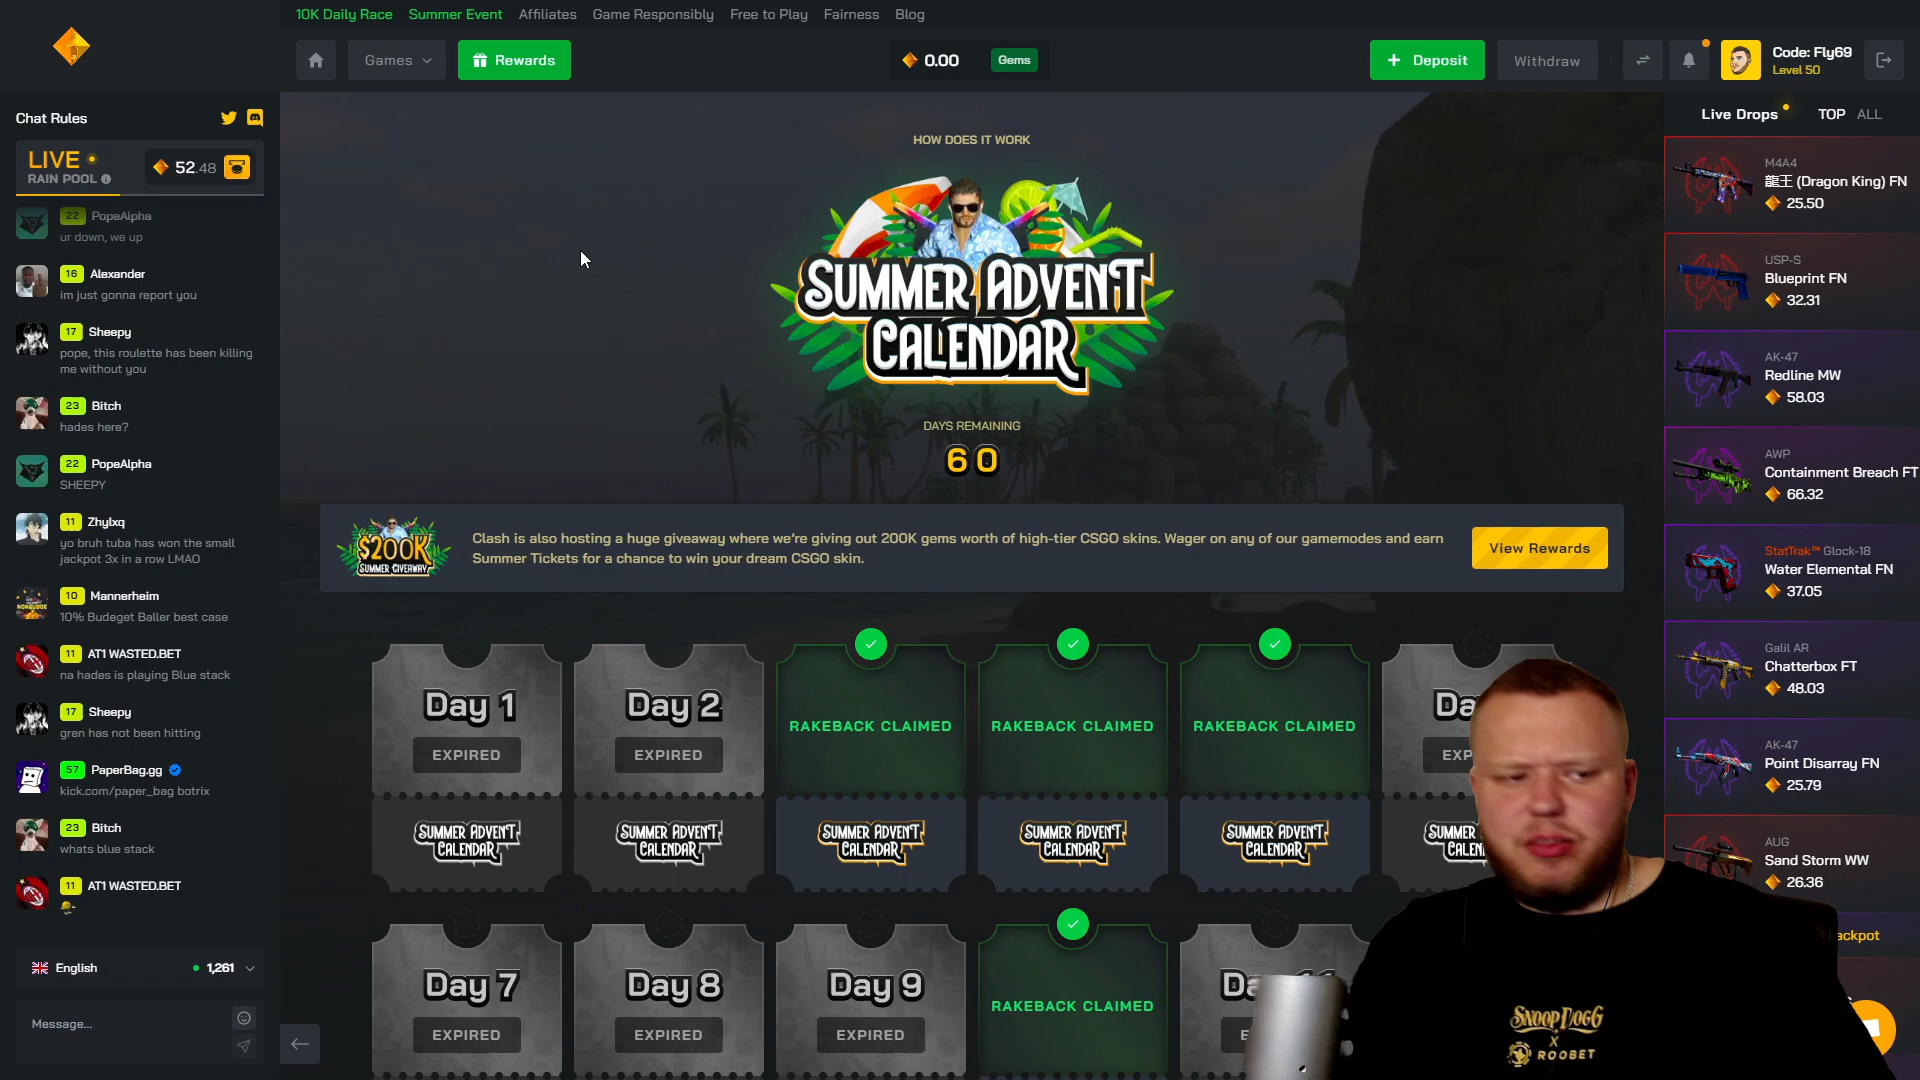 10K Daily Race
Summer Event
Affiliates
Game Responsibly
Free to Play
Fairness
Blog
Games
Rewards
0.00
Gems
+ Deposit
Withdraw
Code: Fly69
Level 50
Chat Rules
LIVE
RAIN POOL
52.48
22 PopeAlpha
ur down, we up
16 Alexander
im just gonna report you
17 Sheepy
pope, this roulette has been killing
me without you
23 Bitch
hades here?
22 PopeAlpha
SHEEPY
11 Zhylxq
yo bruh tuba has won the small
jackpot 3x in a row LMAO
10 Mannerheim
10% Budeget Baller best case
11 AT1 WASTED.BET
na hades is playing Blue stack
17 Sheepy
gren has not been hitting
57 PaperBag.gg
kick.com/paper_bag botrix
23 Bitch
whats blue stack
11 AT1 WASTED.BET
English
1,261
Message...
HOW DOES IT WORK
SUMMER ADVENT
CALENDAR
DAYS REMAINING
60
$200K
SUMMER GIVEAWAY
Clash is also hosting a huge giveaway where we're giving out 200K gems worth of high-tier CSGO skins. Wager on any of our gamemodes and earn
Summer Tickets for a chance to win your dream CSGO skin.
View Rewards
Day 1
EXPIRED
Day 2
EXPIRED
RAKEBACK CLAIMED
RAKEBACK CLAIMED
RAKEBACK CLAIMED
Da
EXP
SUMMER ADVENT
CALENDAR
SUMMER ADVENT
CALENDAR
SUMMER ADVENT
CALENDAR
SUMMER ADVENT
CALENDAR
SUMMER ADVENT
CALENDAR
SUMM
CALEN
Day 7
EXPIRED
Day 8
EXPIRED
Day 9
EXPIRED
RAKEBACK CLAIMED
Da
E
Live Drops
TOP
ALL
M4A4
龍王 (Dragon King) FN
25.50
USP-S
Blueprint FN
32.31
AK-47
Redline MW
58.03
AWP
Containment Breach FT
66.32
StatTrak™ Glock-18
Water Elemental FN
37.05
Galil AR
Chatterbox FT
48.03
AK-47
Point Disarray FN
25.79
AUG
Sand Storm WW
26.36
ackpot
SNOOP DOGG
X
ROOBET